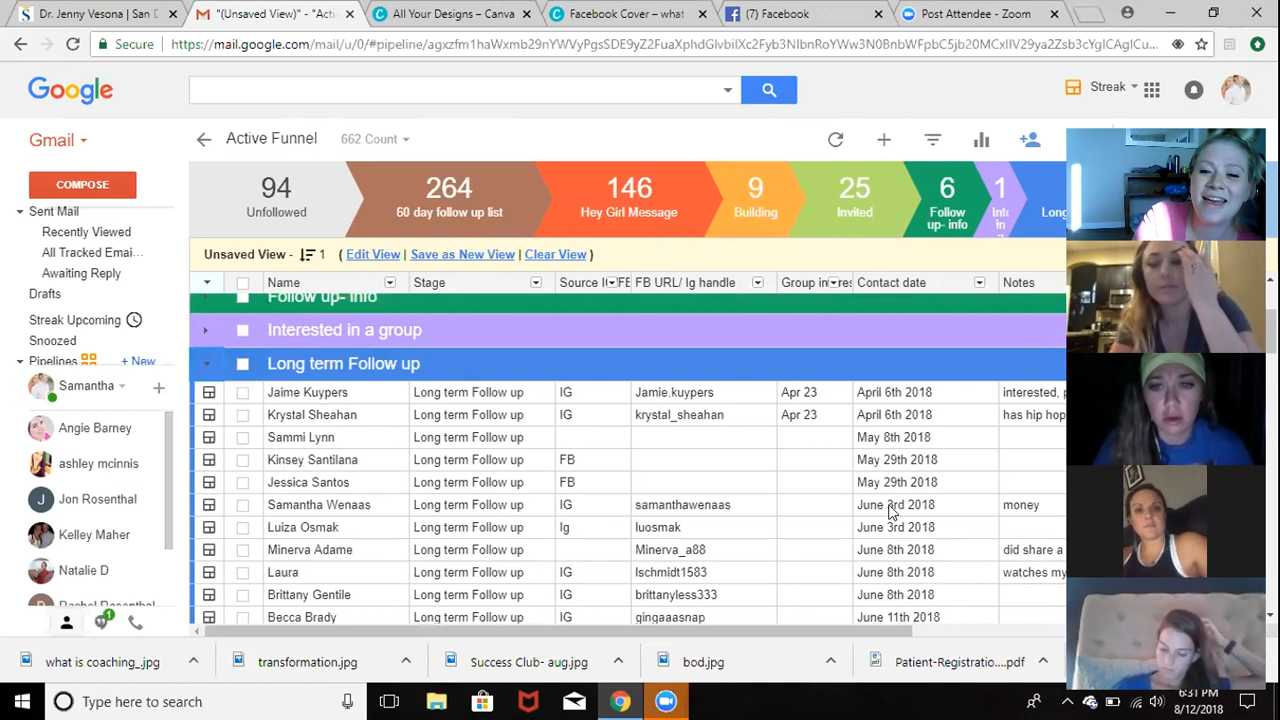 Dr. Jenny Vesona | San D
"(Unsaved View)" - "Acti
All Your Designs – Canva
Facebook Cover – what
(7) Facebook
Post Attendee - Zoom
Secure
https://mail.google.com/mail/u/0/#pipeline/
Google
Streak
Gmail
Active Funnel
662 Count
COMPOSE
94
Unfollowed
264
60 day follow up list
146
Hey Girl Message
9
Building
25
Invited
6
Follow
up- info
1
in
Long
Sent Mail
Recently Viewed
All Tracked Emai...
Awaiting Reply
Drafts
Streak Upcoming
Snoozed
Pipelines
+ New
Samantha
Angie Barney
ashley mcinnis
Jon Rosenthal
Kelley Maher
Natalie D
Rachel Rosenthal
1
Unsaved View - 1 ( Edit View | Save as New View | Clear View )
Name Stage Source FB URL/ Ig handle Group Contact date Notes
Follow up- info
Interested in a group
Long term Follow up
Jaime Kuypers Long term Follow up IG Jamie.kuypers Apr 23 April 6th 2018 interested, p
Krystal Sheahan Long term Follow up IG krystal_sheahan Apr 23 April 6th 2018 has hip hop
Sammi Lynn Long term Follow up May 8th 2018
Kinsey Santilana Long term Follow up FB May 29th 2018
Jessica Santos Long term Follow up FB May 29th 2018
Samantha Wenaas Long term Follow up IG samanthawenaas June 3rd 2018 money
Luiza Osmak Long term Follow up Ig luosmak June 3rd 2018
Minerva Adame Long term Follow up Minerva_a88 June 8th 2018 did share a
Laura Long term Follow up IG lschmidt1583 June 8th 2018 watches my
Brittany Gentile Long term Follow up IG brittanyless333 June 8th 2018
Becca Brady Long term Follow up IG gingaaasnap June 11th 2018
what is coaching_.jpg
transformation.jpg
Success Club- aug.jpg
bod.jpg
Patient-Registratio....pdf
Type here to search
6:31 PM
8/12/2018